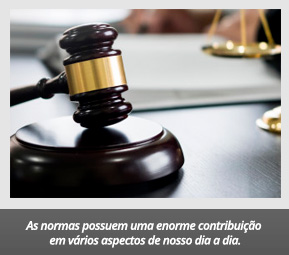 As normas possuem uma enorme contribuição
em vários aspectos de nosso dia a dia.